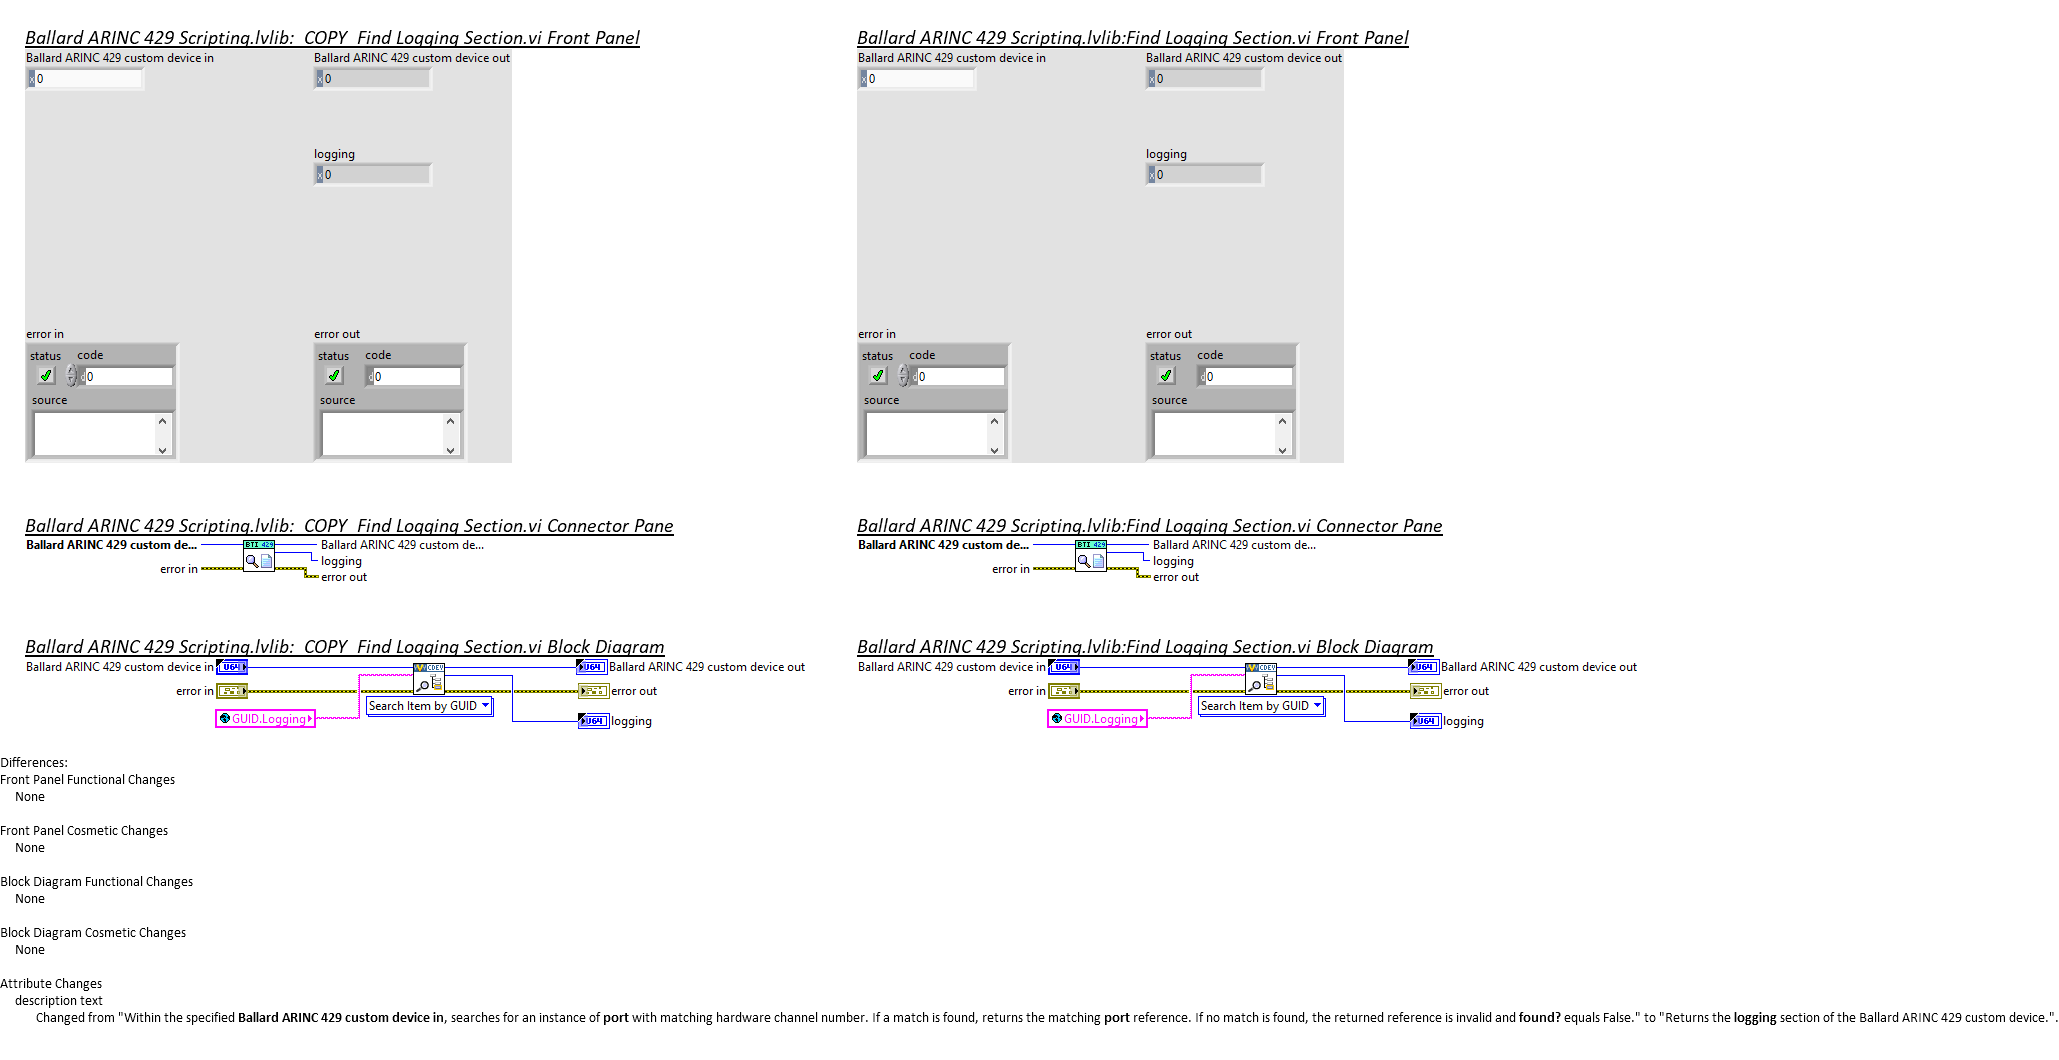 Ballard ARINC 429 Scripting.lvlib:  COPY  Find Logging Section.vi Front Panel
Ballard ARINC 429 custom device in
Ballard ARINC 429 custom device out
x 0
x 0
logging
x 0
error in
error out
status code
d 0
source
status code
d 0
source
Ballard ARINC 429 Scripting.lvlib:Find Logging Section.vi Front Panel
Ballard ARINC 429 custom device in
Ballard ARINC 429 custom device out
x 0
x 0
logging
x 0
error in
error out
status code
d 0
source
status code
d 0
source
Ballard ARINC 429 Scripting.lvlib:  COPY  Find Logging Section.vi Connector Pane
Ballard ARINC 429 custom de...
BTI 429
Ballard ARINC 429 custom de...
logging
error in
error out
Ballard ARINC 429 Scripting.lvlib:Find Logging Section.vi Connector Pane
Ballard ARINC 429 custom de...
BTI 429
Ballard ARINC 429 custom de...
logging
error in
error out
Ballard ARINC 429 Scripting.lvlib:  COPY  Find Logging Section.vi Block Diagram
Ballard ARINC 429 custom device in
U64
CDEV
U64
Ballard ARINC 429 custom device out
error in
error out
Search Item by GUID
GUID.Logging
U64
logging
Ballard ARINC 429 Scripting.lvlib:Find Logging Section.vi Block Diagram
Ballard ARINC 429 custom device in
U64
CDEV
U64
Ballard ARINC 429 custom device out
error in
error out
Search Item by GUID
GUID.Logging
U64
logging
Differences:
Front Panel Functional Changes
None
Front Panel Cosmetic Changes
None
Block Diagram Functional Changes
None
Block Diagram Cosmetic Changes
None
Attribute Changes
description text
Changed from "Within the specified Ballard ARINC 429 custom device in, searches for an instance of port with matching hardware channel number. If a match is found, returns the matching port reference. If no match is found, the returned reference is invalid and found? equals False." to "Returns the logging section of the Ballard ARINC 429 custom device.".